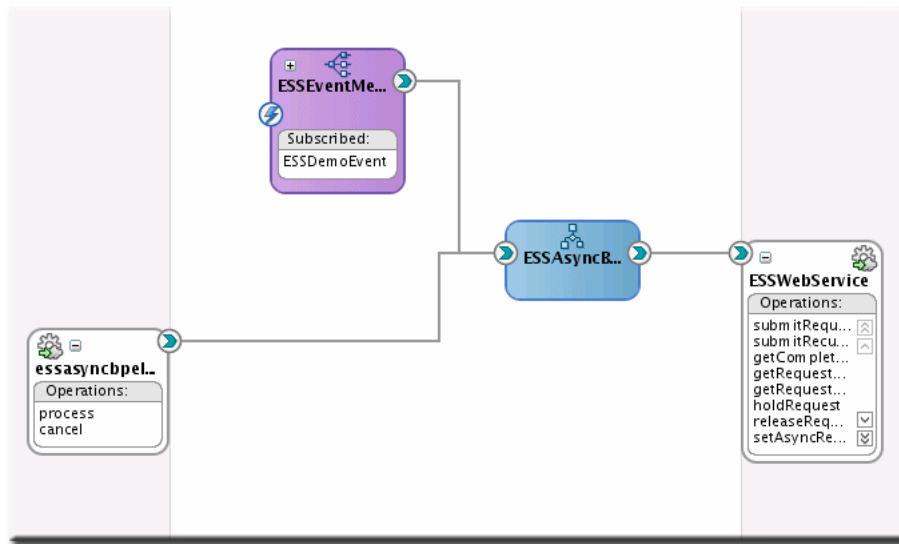 ESSEventMe...
Subscribed:
ESSDemoEvent
ESSAsyncB...
ESSWebService
Operations:
submitRequ...
submitRecu...
getComplet...
getRequest...
getRequest...
holdRequest
releaseReq...
setAsyncRe...
essasyncbpel...
Operations:
process
cancel